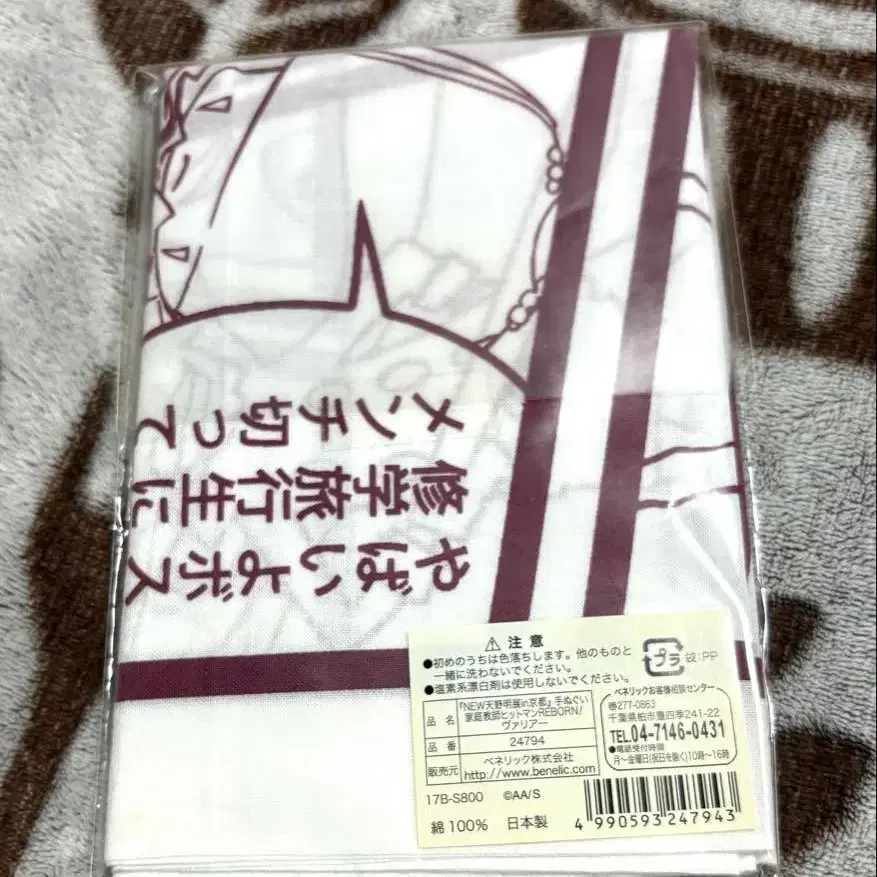 やばいよボス
修学旅行生に
メンチ切って
⚠ 注意
●初めのうちは色落ちします。他のものと
一緒に洗わないでください。
●塩素系漂白剤は使用しないでください。
プラ 袋:PP
品名 『NEW天野明展in京都』手ぬぐい
家庭教師ヒットマンREBORN!
ヴァリアー
品番 24794
販売元 ベネリック株式会社
http://www.benelic.com
ベネリックお客様相談センター
〒277-0863
千葉県柏市豊四季241-22
TEL.04-7146-0431
●電話受付時間
月〜金曜日(祝日を除く)10時〜16時
17B-S800 ©AA/S
綿100% 日本製
4 990593 247943